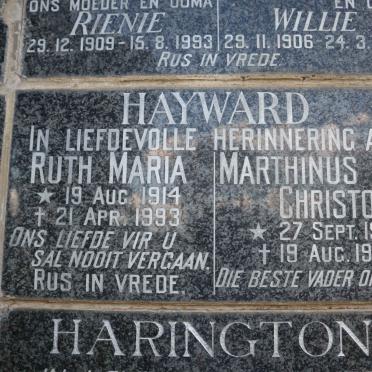 ONS MOEDER EN OUMA
RIENIE
29.12.1909-15.8.1993
RUS IN VREDE
WILLIE
29.11.1906-24.3.
HAYWARD
IN LIEFDEVOLLE HERINNERING A
RUTH MARIA
★ 19 AUG. 1914
✝ 21 APR. 1993
ONS LIEFDE VIR U
SAL NOOIT VERGAAN.
RUS IN VREDE.
MARTHINUS
CHRISTO
★ 27 SEPT. 19
✝ 19 AUG. 19
DIE BESTE VADER O
HARINGTON